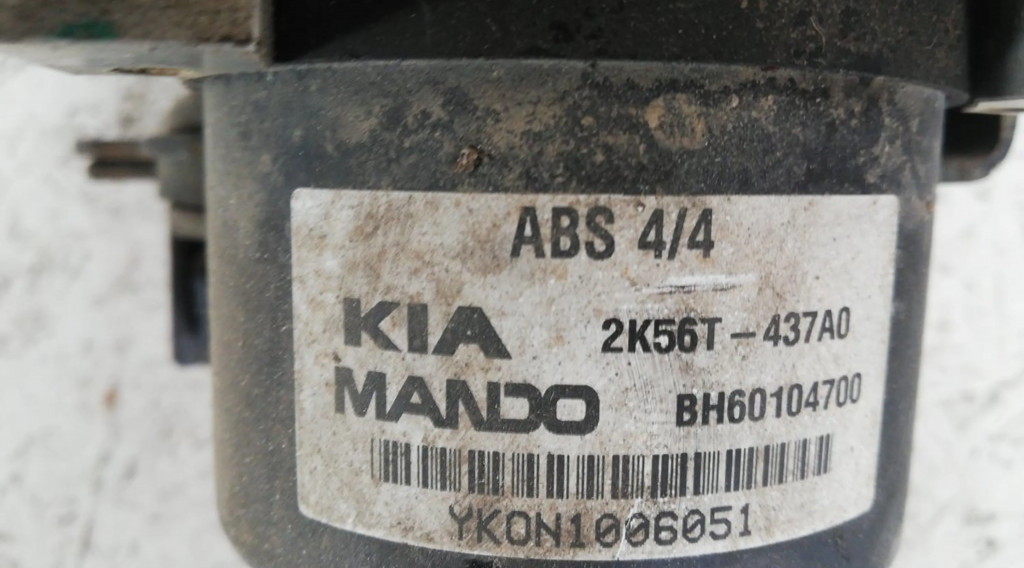 ABS 4/4
KIA 2K56T-437A0
MANDO BH60104700
YKON1006051